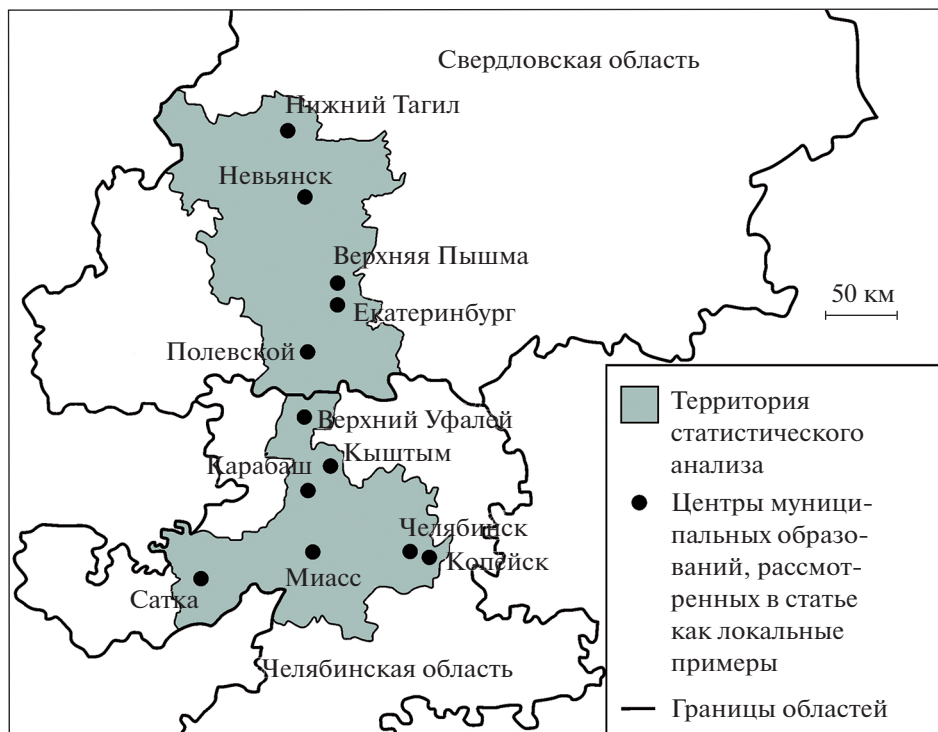 Свердловская область
Нижний Тагил
Невьянск
Верхняя Пышма
Екатеринбург
50 км
Полевской
Верхний Уфалей
Кыштым
Карабаш
Челябинск
Копейск
Миасс
Сатка
Челябинская область
Территория
статистического
анализа
Центры муници-
пальных образо-
ваний, рассмот-
ренных в статье
как локальные
примеры
Границы областей